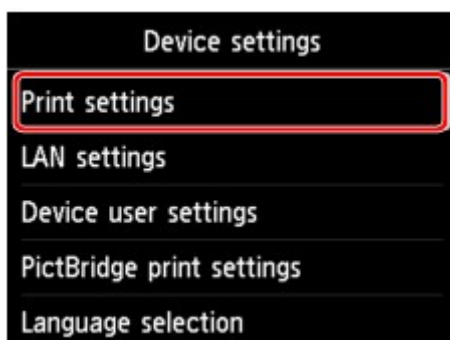 Device settings
Print settings
LAN settings
Device user settings
PictBridge print settings
Language selection